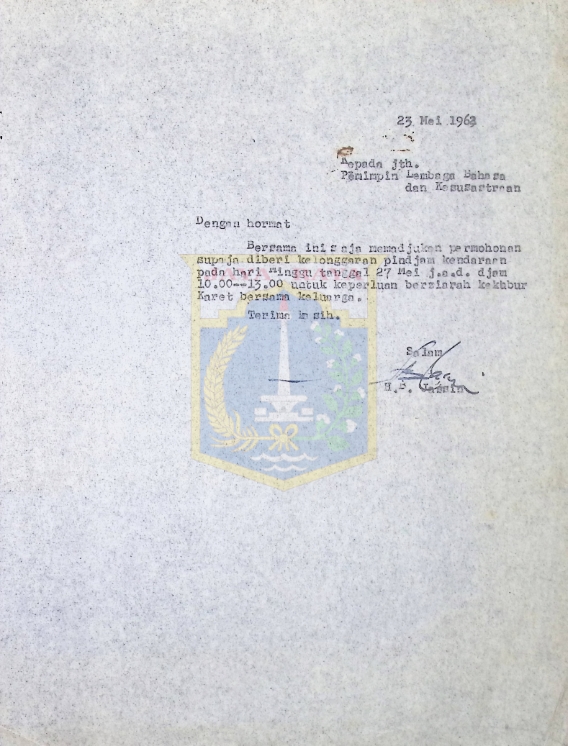 23 Mei 1962
Kepada jth.
Pemimpin Lembaga Bahasa
dan Kesusastraan
Dengan hormat
Bersama ini saja memadjukan permohonan
supaja diberi kelonggaran pindjam kendaraan
pada hari Minggu tanggal 27 Mei j.a.d. djam
10.00--13.00 untuk keperluan berziarah kekubur
Karet bersama keluarga.
Terima kasih.
Salam
H.B. Jassin